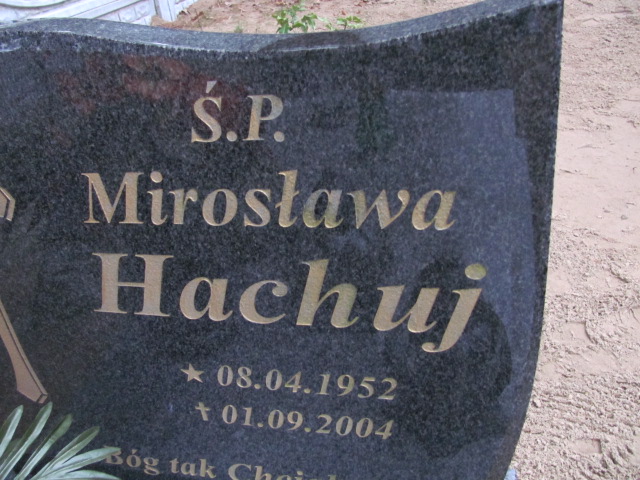 Ś.P.
Mirosława
Hachuj
★ 08.04.1952
✝ 01.09.2004
Bóg tak